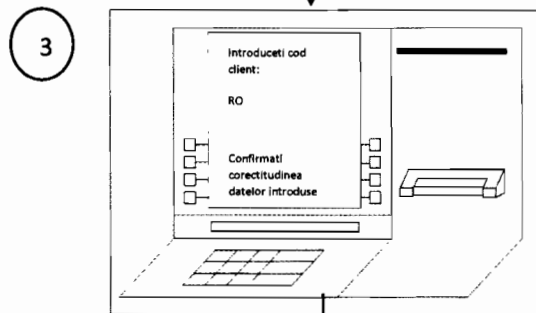 3
Introduceti cod
client:
RO
Confirmati
corectitudinea
datelor introduse